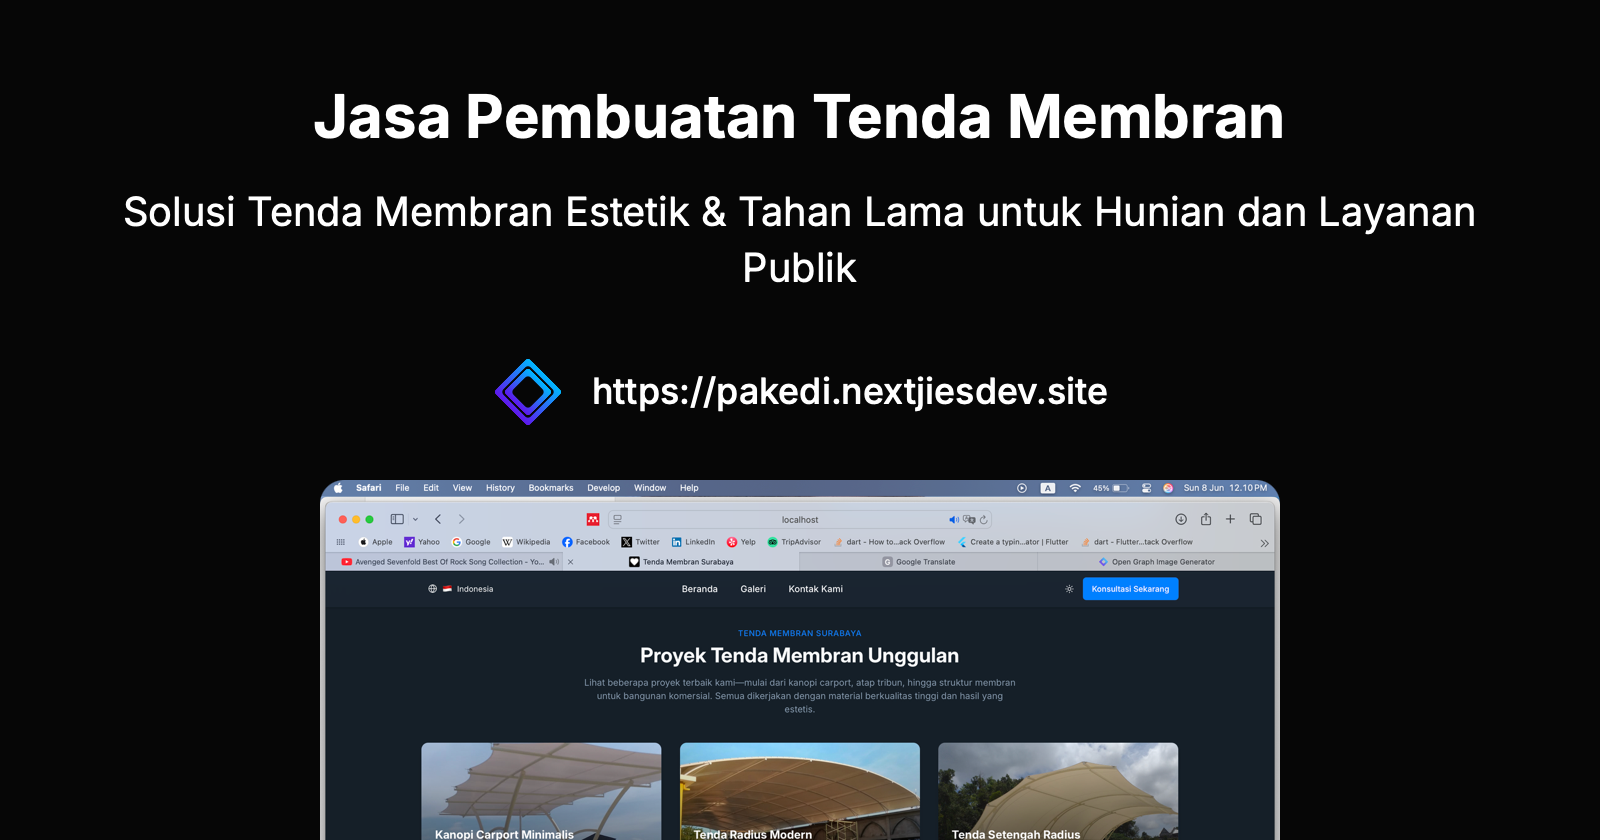 Jasa Pembuatan Tenda Membran
Solusi Tenda Membran Estetik & Tahan Lama untuk Hunian dan Layanan
Publik
https://pakedi.nextjiesdev.site
Safari File Edit View History Bookmarks Develop Window Help A 45% Sun 8 Jun 12.10 PM
localhost
Apple Yahoo Google Wikipedia Facebook Twitter LinkedIn Yelp TripAdvisor dart - How to...ack Overflow Create a typin...ator | Flutter dart - Flutter...tack Overflow
Avenged Sevenfold Best Of Rock Song Collection - Yo... Tenda Membran Surabaya Google Translate Open Graph Image Generator
Indonesia Beranda Galeri Kontak Kami Konsultasi Sekarang
TENDA MEMBRAN SURABAYA
Proyek Tenda Membran Unggulan
Lihat beberapa proyek terbaik kami—mulai dari kanopi carport, atap tribun, hingga struktur membran
untuk bangunan komersial. Semua dikerjakan dengan material berkualitas tinggi dan hasil yang
estetis.
Kanopi Carport Minimalis Tenda Radius Modern Tenda Setengah Radius